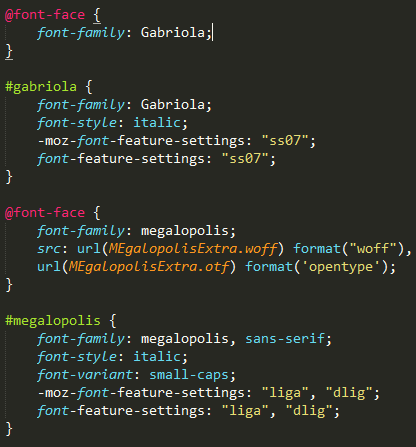 @font-face {
font-family: Gabriola;
}
#gabriola {
font-family: Gabriola;
font-style: italic;
-moz-font-feature-settings: "ss07";
font-feature-settings: "ss07";
}
@font-face {
font-family: megalopolis;
src: url(MEgalopolisExtra.woff) format("woff"),
url(MEgalopolisExtra.otf) format('opentype');
}
#megalopolis {
font-family: megalopolis, sans-serif;
font-style: italic;
font-variant: small-caps;
-moz-font-feature-settings: "liga", "dlig";
font-feature-settings: "liga", "dlig";
}